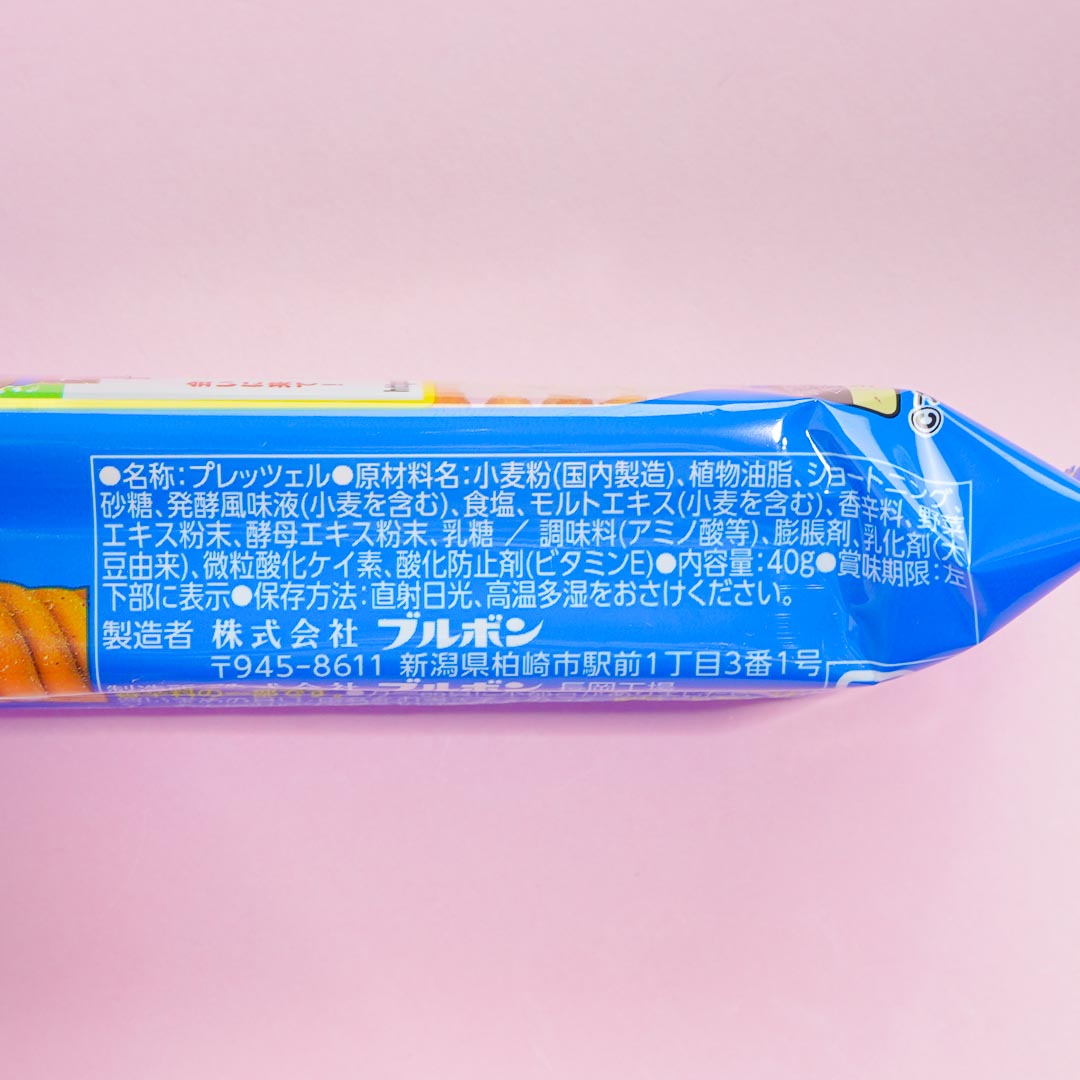 ●名称:プレッツェル●原材料名:小麦粉(国内製造)、植物油脂、ショートニング、
砂糖、発酵風味液(小麦を含む)、食塩、モルトエキス(小麦を含む)、香辛料、野菜
エキス粉末、酵母エキス粉末、乳糖 / 調味料(アミノ酸等)、膨脹剤、乳化剤(大
豆由来)、微粒酸化ケイ素、酸化防止剤(ビタミンE)●内容量:40g●賞味期限:左
下部に表示●保存方法:直射日光、高温多湿をおさけください。
製造者 株式会社 ブルボン
〒945-8611 新潟県柏崎市駅前1丁目3番1号